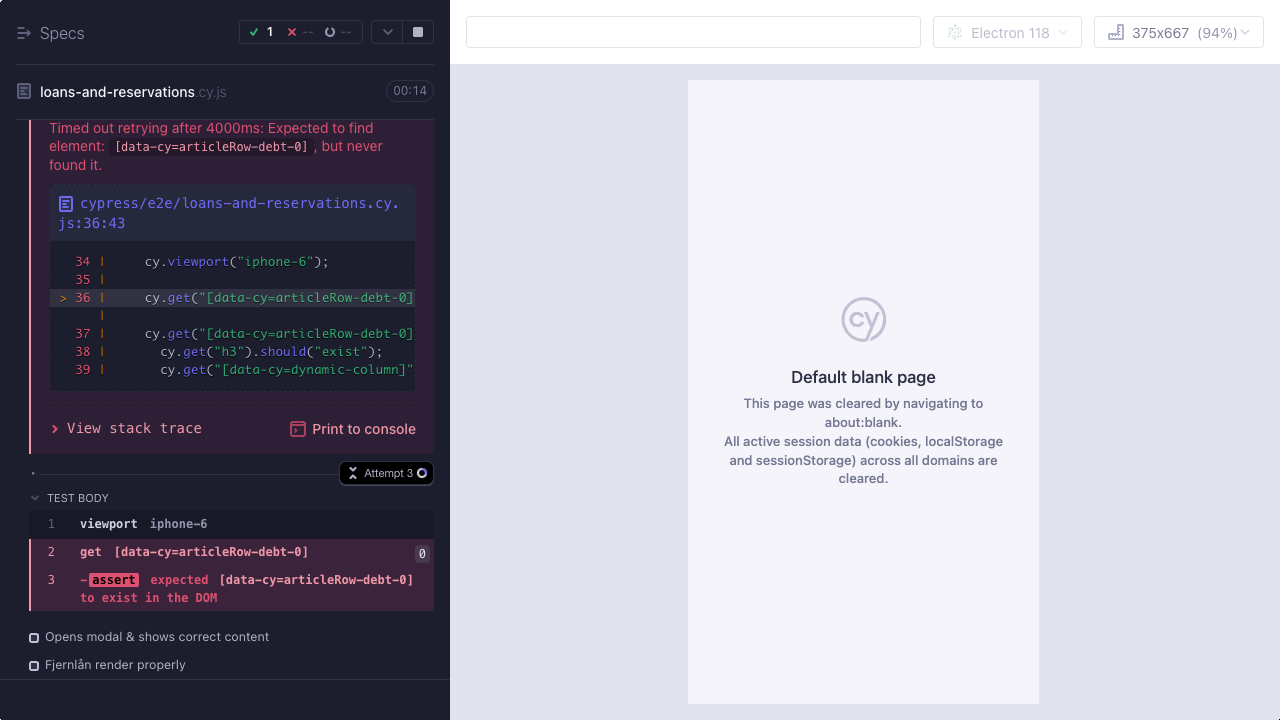 Specs
1
--
--
Electron 118
375x667 (94%)
loans-and-reservations.cy.js
00:14
Timed out retrying after 4000ms: Expected to find
element: [data-cy=articleRow-debt-0], but never
found it.
cypress/e2e/loans-and-reservations.cy.
js:36:43
34 | cy.viewport("iphone-6");
35 |
> 36 | cy.get("[data-cy=articleRow-debt-0]
|
37 | cy.get("[data-cy=articleRow-debt-0]
38 | cy.get("h3").should("exist");
39 | cy.get("[data-cy=dynamic-column]"
View stack trace
Print to console
Attempt 3
TEST BODY
1 viewport iphone-6
2 get [data-cy=articleRow-debt-0] 0
3 -assert expected [data-cy=articleRow-debt-0]
to exist in the DOM
Opens modal & shows correct content
Fjernlån render properly
cy
Default blank page
This page was cleared by navigating to
about:blank.
All active session data (cookies, localStorage
and sessionStorage) across all domains are
cleared.